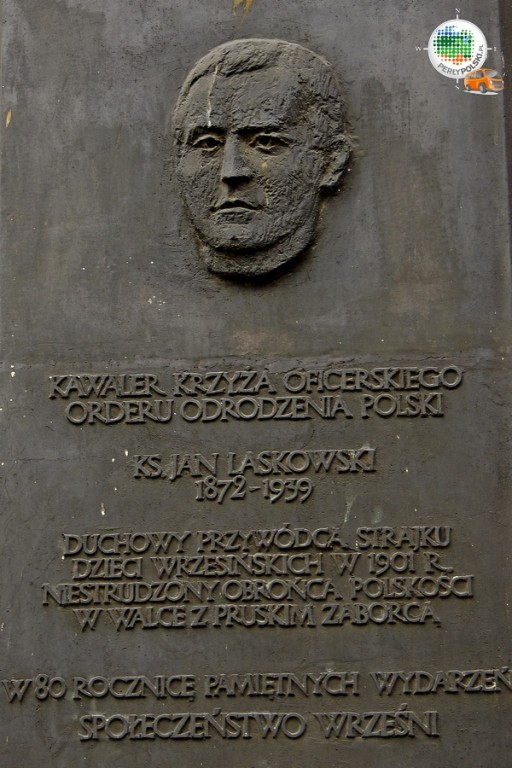 N
W
E
PERŁYPOLSKI.PL
KAWALER KRZYŻA OFICERSKIEGO
ORDERU ODRODZENIA POLSKI
KS. JAN LASKOWSKI
1872-1939
DUCHOWY PRZYWÓDCA STRAJKU
DZIECI WRZESIŃSKICH W 1901 R.
NIESTRUDZONY OBROŃCA POLSKOŚCI
W WALCE Z PRUSKIM ZABORCĄ
W 80 ROCZNICĘ PAMIĘTNYCH WYDARZEŃ
SPOŁECZEŃSTWO WRZEŚNI